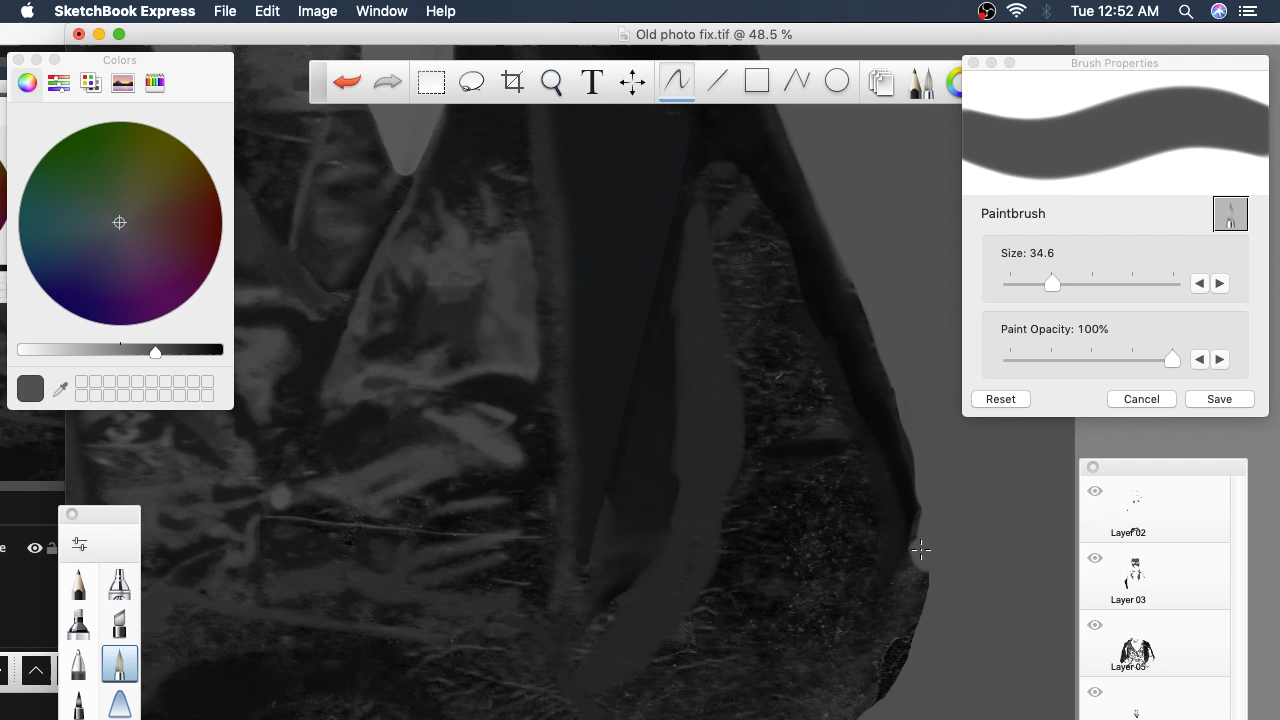 SketchBook Express File Edit Image Window Help Tue 12:52 AM
Old photo fix.tif @ 48.5 %
Colors
T
Brush Properties
Paintbrush
Size: 34.6
Paint Opacity: 100%
Reset Cancel Save
Layer 02
Layer 03
Layer 05
e